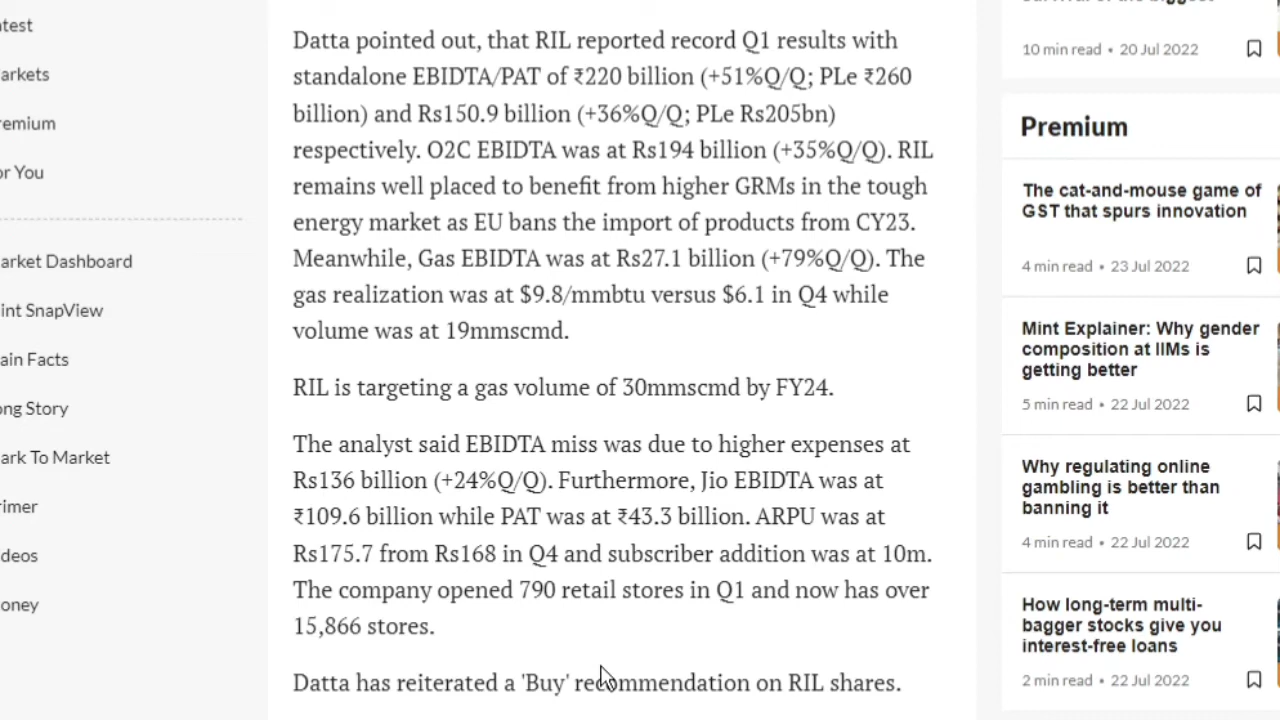 atest
arkets
remium
or You
arket Dashboard
int SnapView
ain Facts
ong Story
ark To Market
rimer
deos
oney
Datta pointed out, that RIL reported record Q1 results with
standalone EBIDTA/PAT of ₹220 billion (+51%Q/Q; PLe ₹260
billion) and Rs150.9 billion (+36%Q/Q; PLe Rs205bn)
respectively. O2C EBIDTA was at Rs194 billion (+35%Q/Q). RIL
remains well placed to benefit from higher GRMs in the tough
energy market as EU bans the import of products from CY23.
Meanwhile, Gas EBIDTA was at Rs27.1 billion (+79%Q/Q). The
gas realization was at $9.8/mmbtu versus $6.1 in Q4 while
volume was at 19mmscmd.
RIL is targeting a gas volume of 30mmscmd by FY24.
The analyst said EBIDTA miss was due to higher expenses at
Rs136 billion (+24%Q/Q). Furthermore, Jio EBIDTA was at
₹109.6 billion while PAT was at ₹43.3 billion. ARPU was at
Rs175.7 from Rs168 in Q4 and subscriber addition was at 10m.
The company opened 790 retail stores in Q1 and now has over
15,866 stores.
Datta has reiterated a 'Buy' recommendation on RIL shares.
10 min read • 20 Jul 2022
Premium
The cat-and-mouse game of
GST that spurs innovation
4 min read • 23 Jul 2022
Mint Explainer: Why gender
composition at IIMs is
getting better
5 min read • 22 Jul 2022
Why regulating online
gambling is better than
banning it
4 min read • 22 Jul 2022
How long-term multi-
bagger stocks give you
interest-free loans
2 min read • 22 Jul 2022